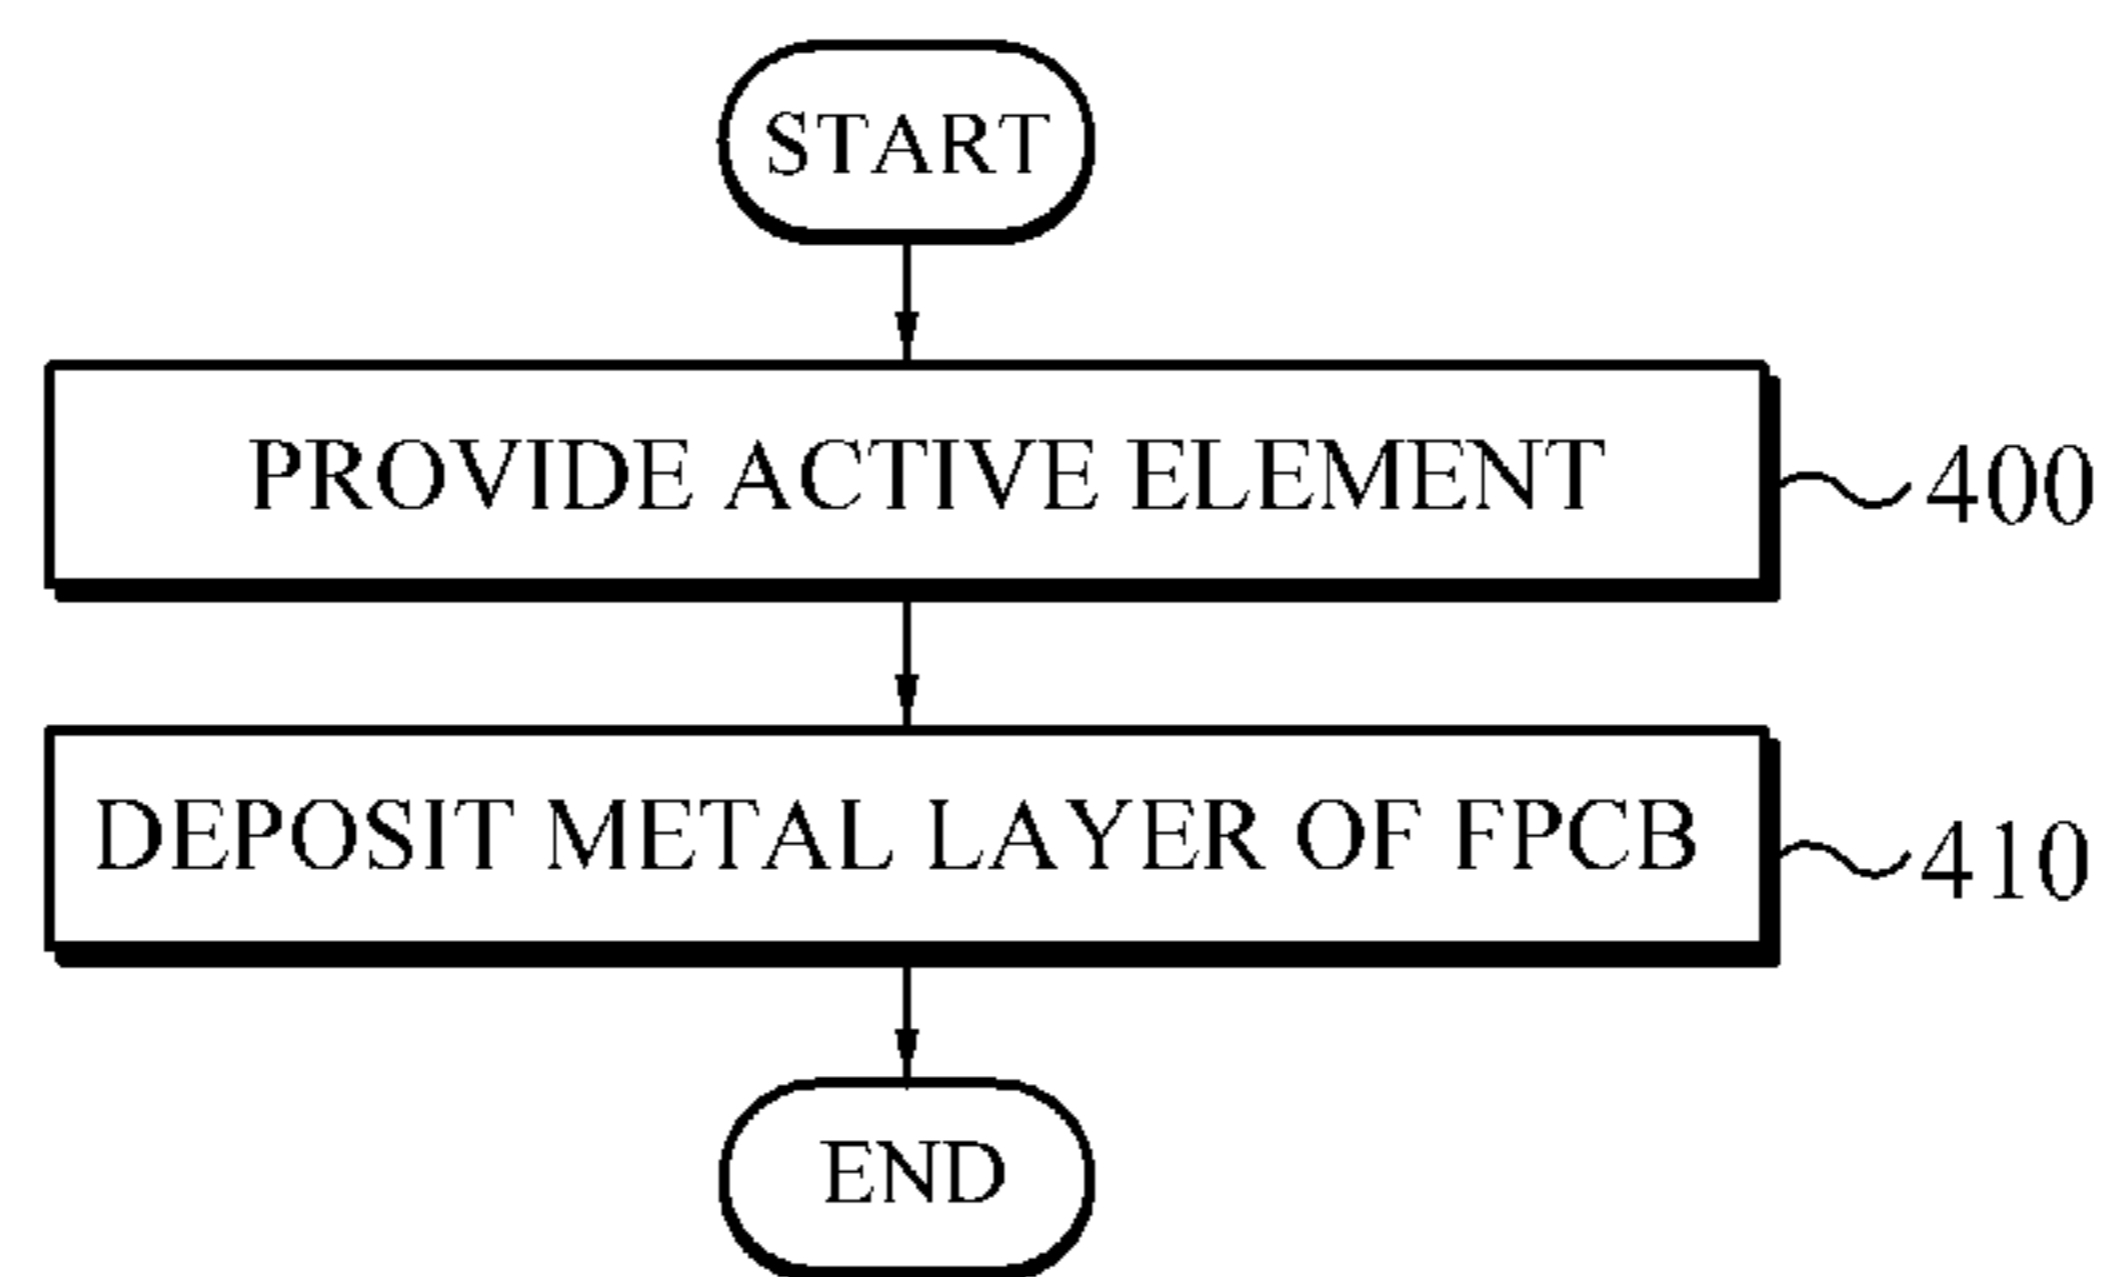 START
PROVIDE ACTIVE ELEMENT
400
DEPOSIT METAL LAYER OF FPCB
410
END